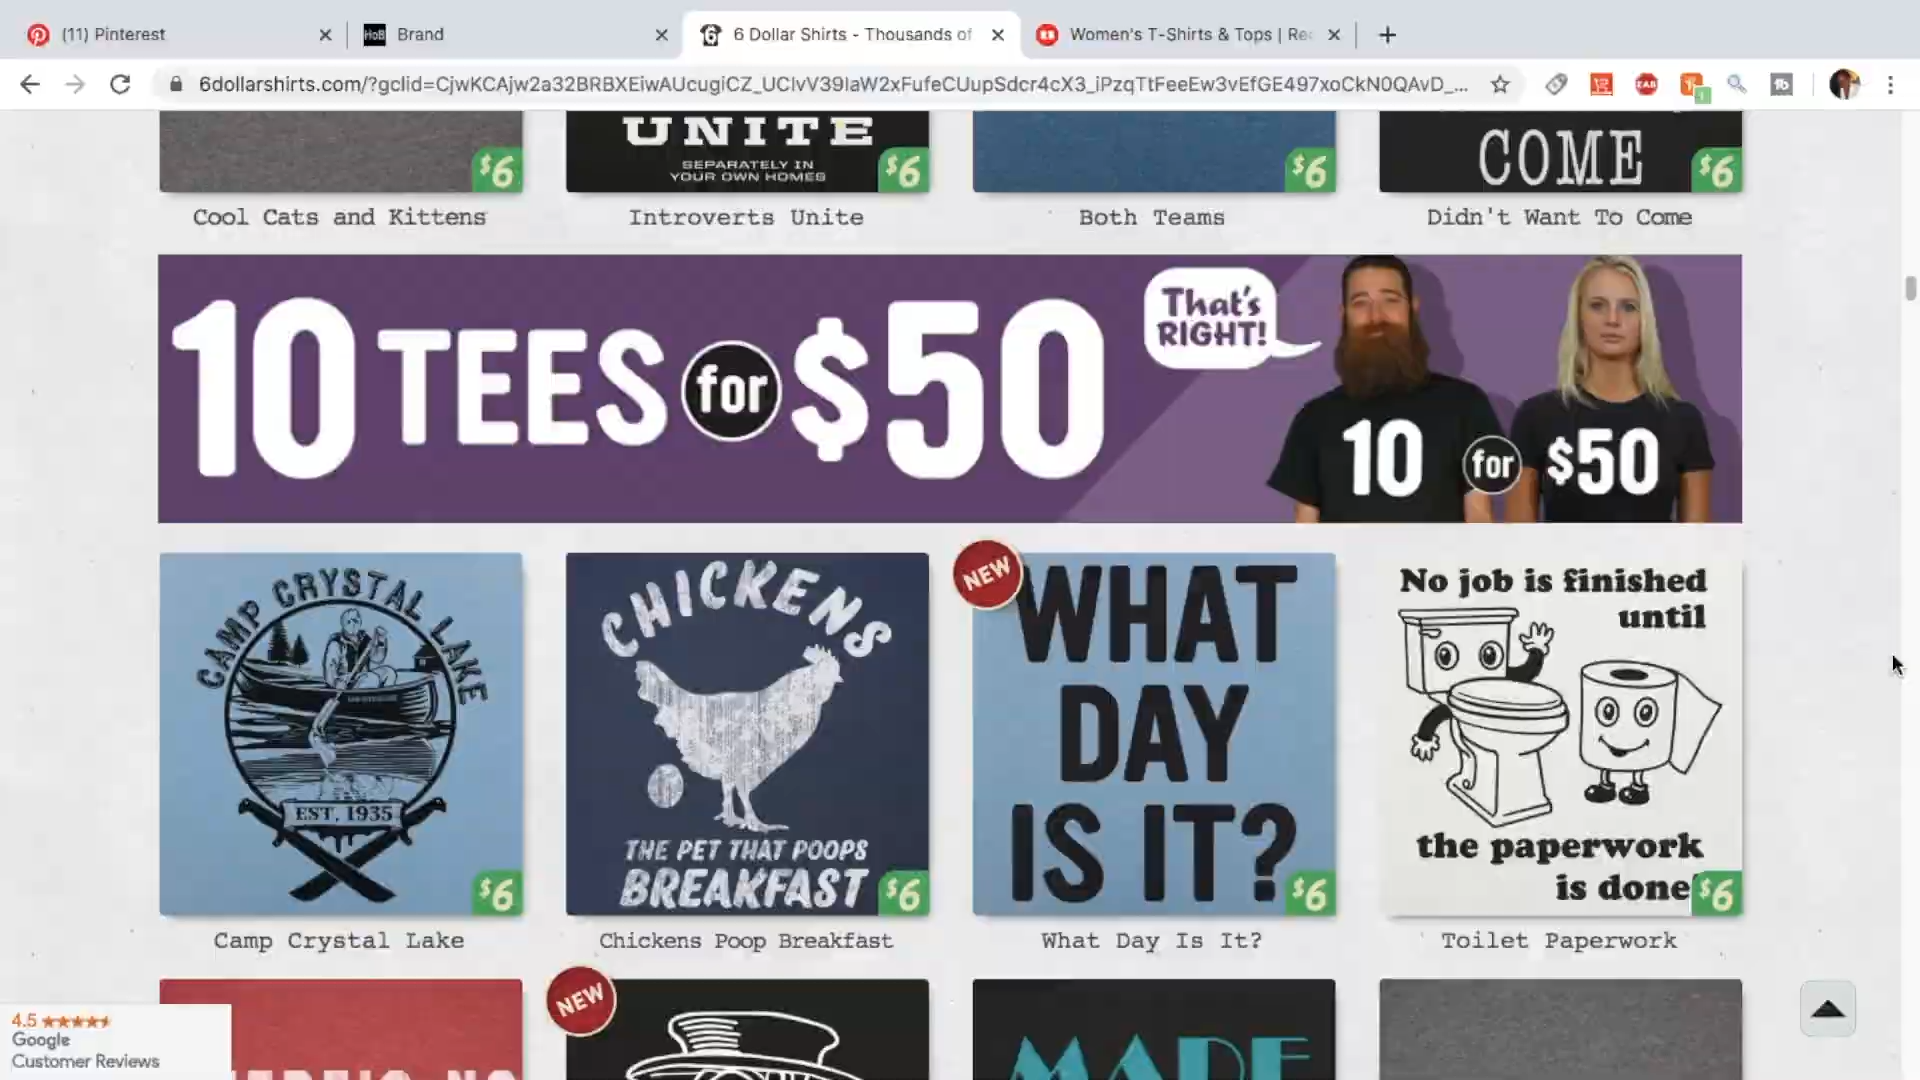 (11) Pinterest
HoB Brand
6 Dollar Shirts - Thousands of
Women's T-Shirts & Tops | Re
UNITE
SEPARATELY IN
YOUR OWN HOMES
COME
$6
$6
$6
$6
Cool Cats and Kittens
Introverts Unite
Both Teams
Didn't Want To Come
10 TEES for $50
That's
RIGHT!
10 for $50
CAMP CRYSTAL LAKE
EST. 1935
$6
CHICKENS
THE PET THAT POOPS
BREAKFAST
$6
NEW
WHAT
DAY
IS IT?
$6
No job is finished
until
the paperwork
is done
$6
Camp Crystal Lake
Chickens Poop Breakfast
What Day Is It?
Toilet Paperwork
NEW
MADE
4.5
Google
Customer Reviews